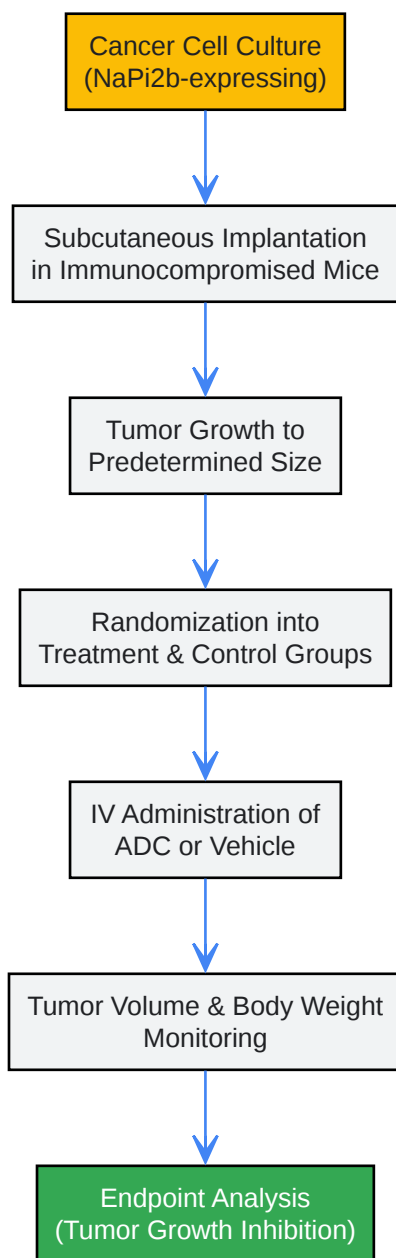 Cancer Cell Culture
(NaPi2b-expressing)
Subcutaneous Implantation
in Immunocompromised Mice
Tumor Growth to
Predetermined Size
Randomization into
Treatment & Control Groups
IV Administration of
ADC or Vehicle
Tumor Volume & Body Weight
Monitoring
Endpoint Analysis
(Tumor Growth Inhibition)